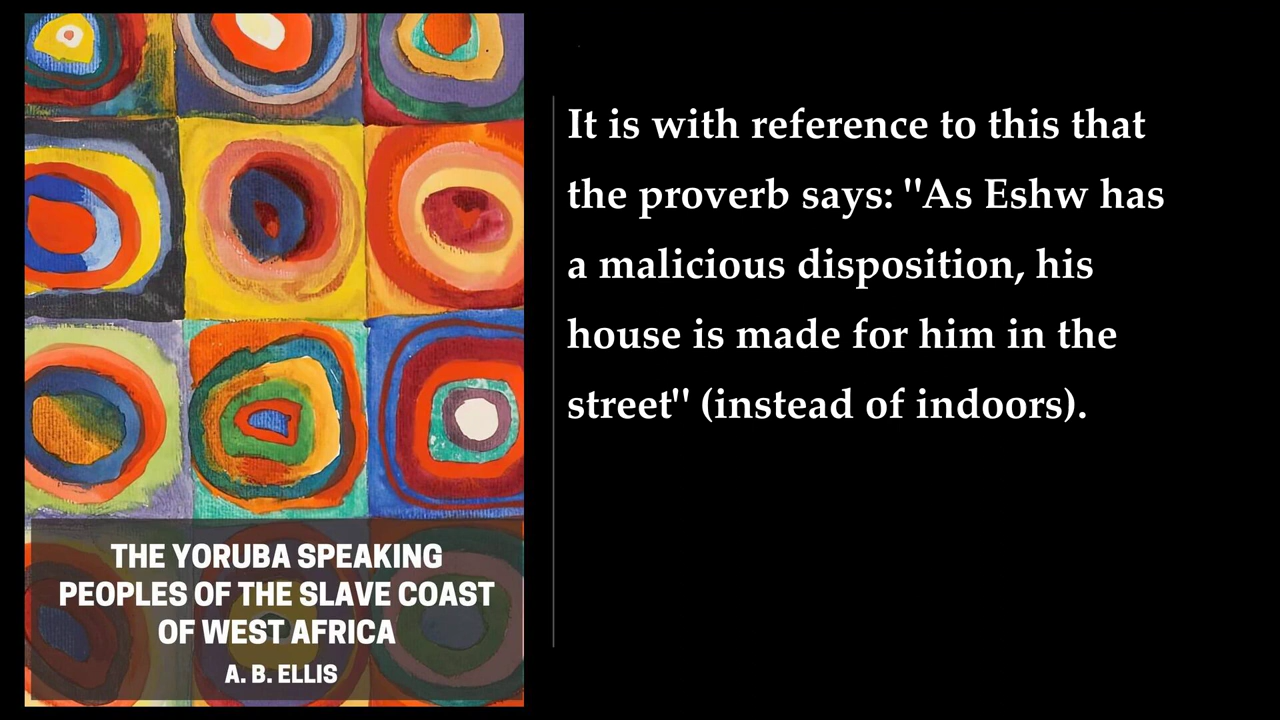 THE YORUBA SPEAKING
PEOPLES OF THE SLAVE COAST
OF WEST AFRICA
A. B. ELLIS
It is with reference to this that
the proverb says: "As Eshw has
a malicious disposition, his
house is made for him in the
street" (instead of indoors).